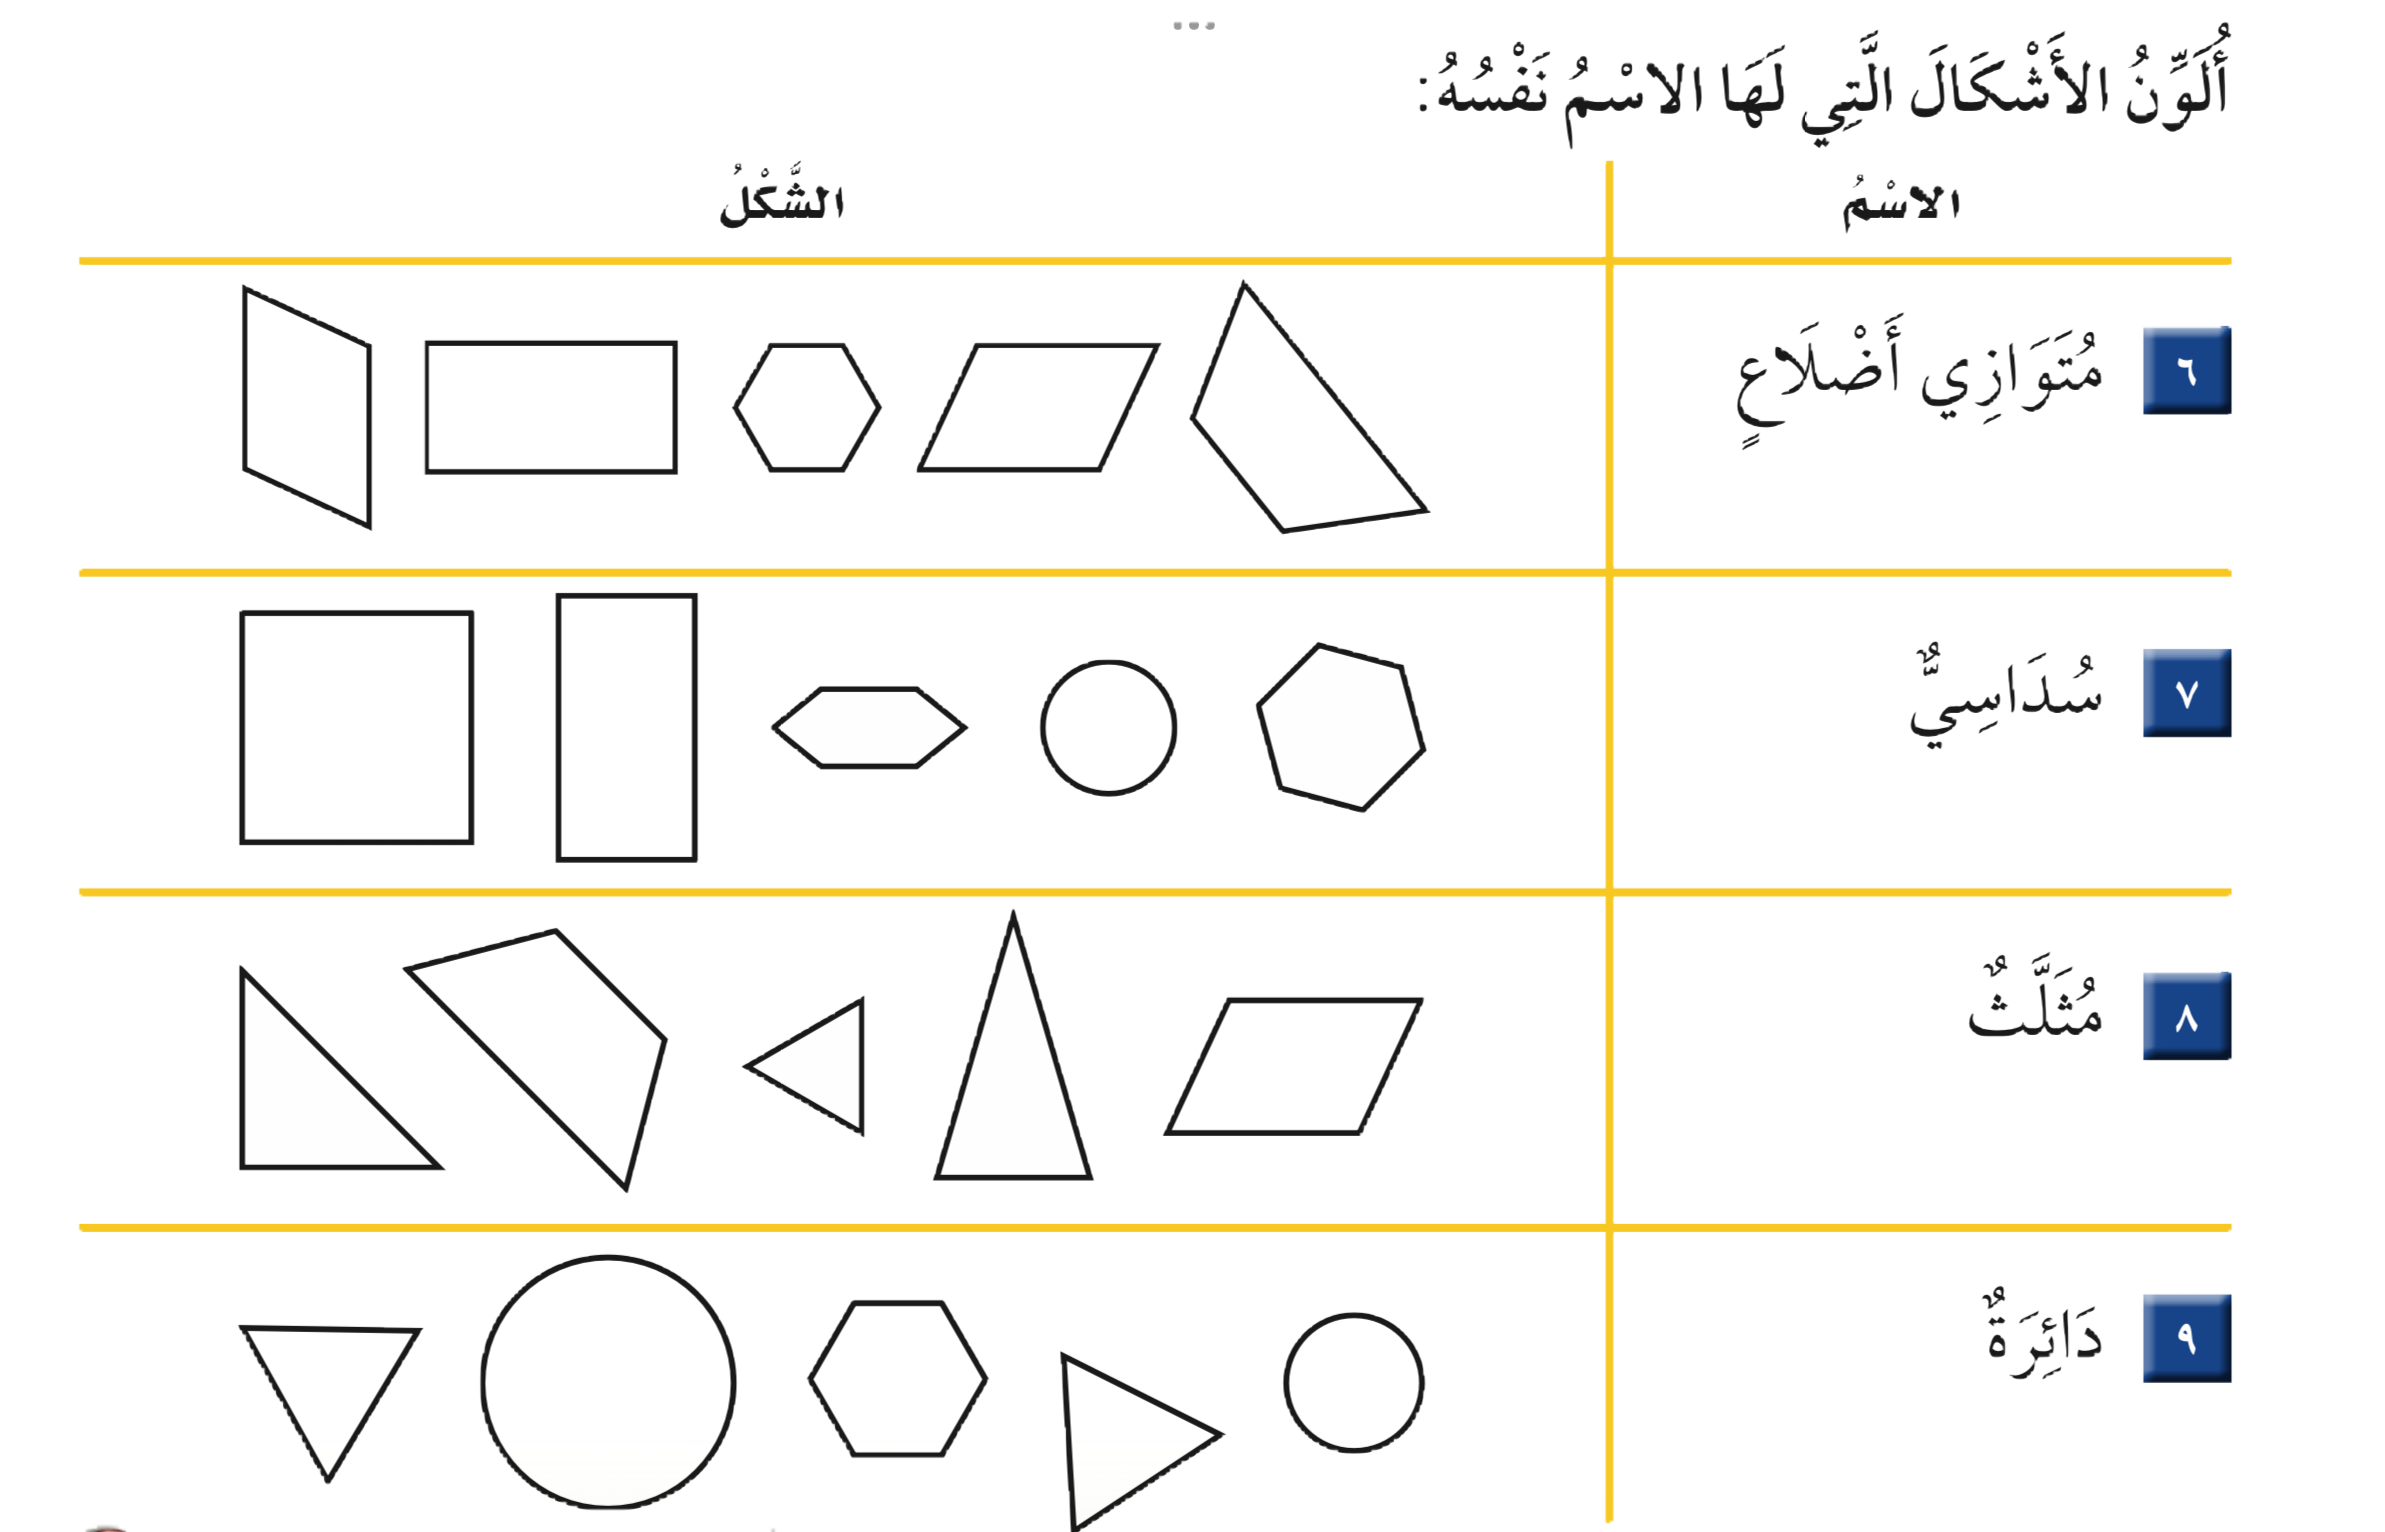 أُلَوِّنُ الأَشْكَالَ الَّتِي لَهَا الاسْمُ نَفْسُهُ:
الاسْمُ الشَّكْلُ
٦ مُتَوَازِي أَضْلَاعٍ
٧ سُدَاسِيٌّ
٨ مُثَلَّثٌ
٩ دَائِرَةٌ